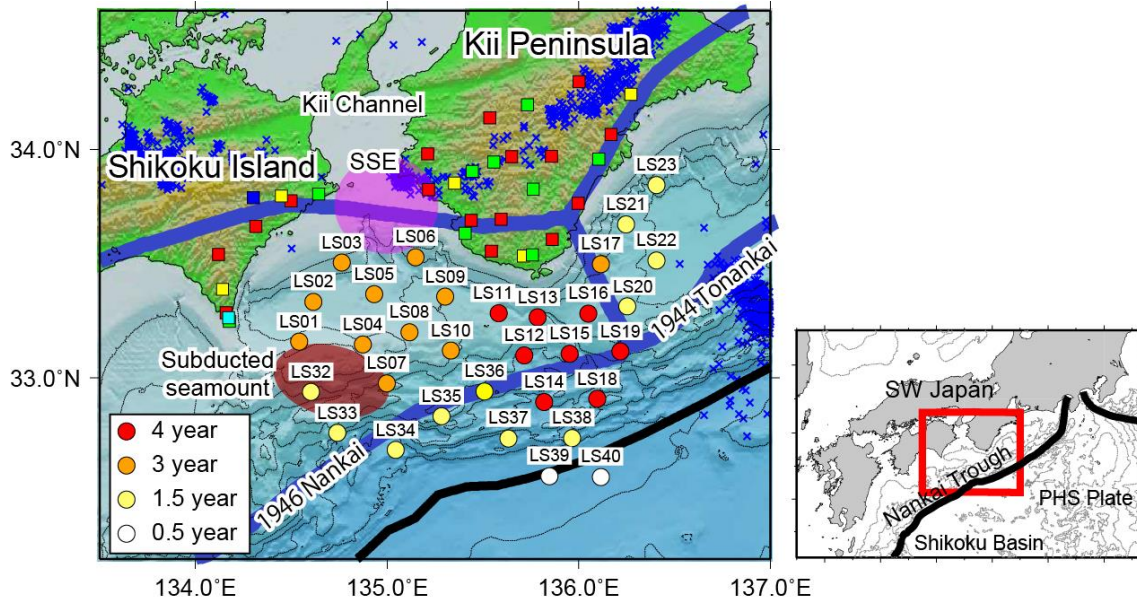 Kii Peninsula
Kii Channel
34.0°N
SSE
Shikoku Island
LS23
LS21
LS03
LS06
LS17
LS22
LS02
LS05
LS09
LS11
LS13
LS16
LS20
LS01
LS04
LS08
LS10
LS12
LS15
LS19
1944 Tonankai
Subducted
seamount
33.0°N
LS32
LS07
LS36
LS14
LS18
LS33
LS35
LS37
LS38
LS34
LS39
LS40
1946 Nankai
4 year
3 year
1.5 year
0.5 year
134.0°E
135.0°E
136.0°E
137.0°E
SW Japan
Nankai Trough
PHS Plate
Shikoku Basin